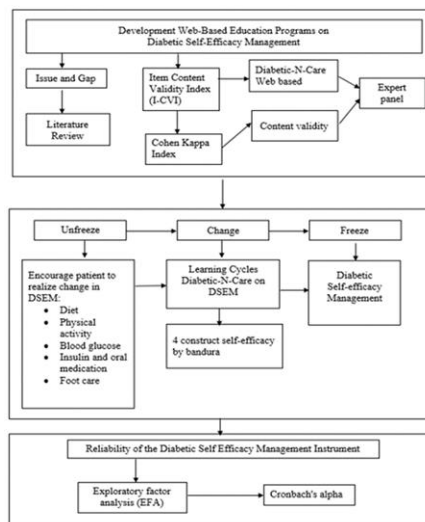 Development Web-Based Education Programs on
Diabetic Self-Efficacy Management
Issue and Gap
Literature
Review
Item Content
Validity Index
(I-CVI)
Cohen Kappa
Index
Diabetic-N-Care
Web based
Content validity
Expert
panel
Unfreeze
Change
Freeze
Encourage patient to
realize change in
DSEM:
• Diet
• Physical
activity
• Blood glucose
• Insulin and oral
medication
• Foot care
Learning Cycles
Diabetic-N-Care on
DSEM
4 construct self-efficacy
by bandura
Diabetic
Self-efficacy
Management
Reliability of the Diabetic Self Efficacy Management Instrument
Exploratory factor
analysis (EFA)
Cronbach's alpha